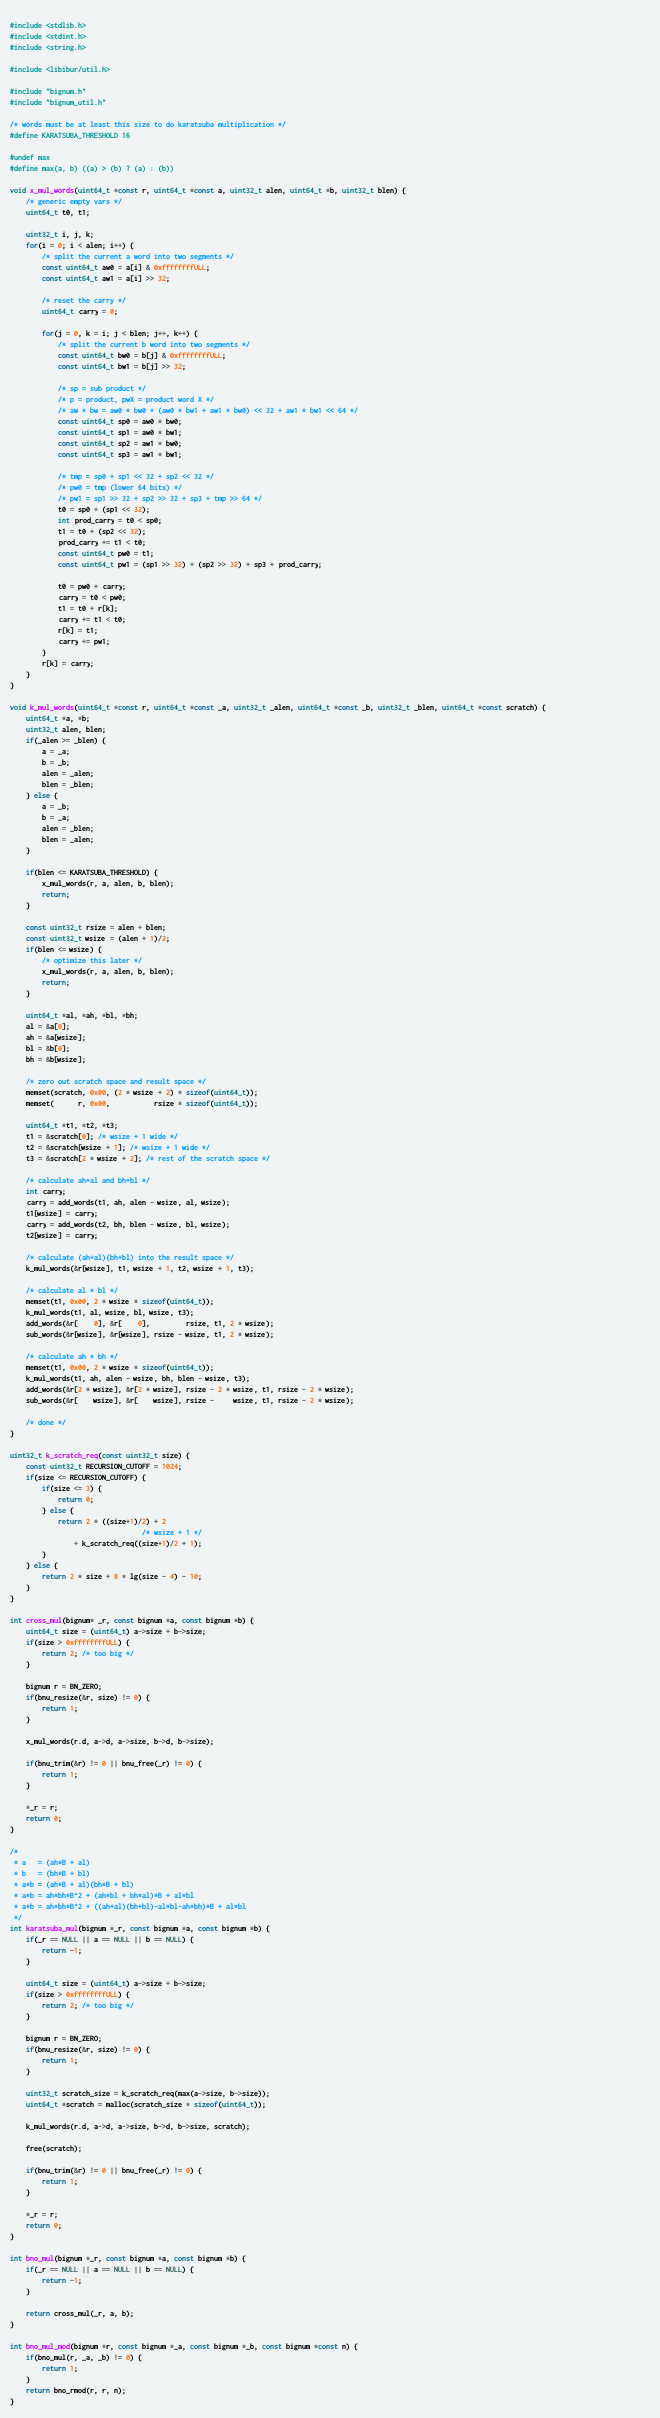 #include <stdlib.h>
#include <stdint.h>
#include <string.h>

#include <libibur/util.h>

#include "bignum.h"
#include "bignum_util.h"

/* words must be at least this size to do karatsuba multiplication */
#define KARATSUBA_THRESHOLD 16

#undef max
#define max(a, b) ((a) > (b) ? (a) : (b))

void x_mul_words(uint64_t *const r, uint64_t *const a, uint32_t alen, uint64_t *b, uint32_t blen) {
    /* generic empty vars */
    uint64_t t0, t1;

    uint32_t i, j, k;
    for(i = 0; i < alen; i++) {
        /* split the current a word into two segments */
        const uint64_t aw0 = a[i] & 0xffffffffULL;
        const uint64_t aw1 = a[i] >> 32;

        /* reset the carry */
        uint64_t carry = 0;

        for(j = 0, k = i; j < blen; j++, k++) {
            /* split the current b word into two segments */
            const uint64_t bw0 = b[j] & 0xffffffffULL;
            const uint64_t bw1 = b[j] >> 32;

            /* sp = sub product */
            /* p = product, pwX = product word X */
            /* aw * bw = aw0 * bw0 + (aw0 * bw1 + aw1 * bw0) << 32 + aw1 * bw1 << 64 */
            const uint64_t sp0 = aw0 * bw0;
            const uint64_t sp1 = aw0 * bw1;
            const uint64_t sp2 = aw1 * bw0;
            const uint64_t sp3 = aw1 * bw1;

            /* tmp = sp0 + sp1 << 32 + sp2 << 32 */
            /* pw0 = tmp (lower 64 bits) */
            /* pw1 = sp1 >> 32 + sp2 >> 32 + sp3 + tmp >> 64 */
            t0 = sp0 + (sp1 << 32);
            int prod_carry = t0 < sp0;
            t1 = t0 + (sp2 << 32);
            prod_carry += t1 < t0;
            const uint64_t pw0 = t1;
            const uint64_t pw1 = (sp1 >> 32) + (sp2 >> 32) + sp3 + prod_carry;

            t0 = pw0 + carry;
            carry = t0 < pw0;
            t1 = t0 + r[k];
            carry += t1 < t0;
            r[k] = t1;
            carry += pw1;
        }
        r[k] = carry;
    }
}

void k_mul_words(uint64_t *const r, uint64_t *const _a, uint32_t _alen, uint64_t *const _b, uint32_t _blen, uint64_t *const scratch) {
    uint64_t *a, *b;
    uint32_t alen, blen;
    if(_alen >= _blen) {
        a = _a;
        b = _b;
        alen = _alen;
        blen = _blen;
    } else {
        a = _b;
        b = _a;
        alen = _blen;
        blen = _alen;
    }

    if(blen <= KARATSUBA_THRESHOLD) {
        x_mul_words(r, a, alen, b, blen);
        return;
    }

    const uint32_t rsize = alen + blen;
    const uint32_t wsize = (alen + 1)/2;
    if(blen <= wsize) {
        /* optimize this later */
        x_mul_words(r, a, alen, b, blen);
        return;
    }

    uint64_t *al, *ah, *bl, *bh;
    al = &a[0];
    ah = &a[wsize];
    bl = &b[0];
    bh = &b[wsize];

    /* zero out scratch space and result space */
    memset(scratch, 0x00, (2 * wsize + 2) * sizeof(uint64_t));
    memset(      r, 0x00,           rsize * sizeof(uint64_t));

    uint64_t *t1, *t2, *t3;
    t1 = &scratch[0]; /* wsize + 1 wide */
    t2 = &scratch[wsize + 1]; /* wsize + 1 wide */
    t3 = &scratch[2 * wsize + 2]; /* rest of the scratch space */

    /* calculate ah+al and bh+bl */
    int carry;
    carry = add_words(t1, ah, alen - wsize, al, wsize);
    t1[wsize] = carry;
    carry = add_words(t2, bh, blen - wsize, bl, wsize);
    t2[wsize] = carry;

    /* calculate (ah+al)(bh+bl) into the result space */
    k_mul_words(&r[wsize], t1, wsize + 1, t2, wsize + 1, t3);

    /* calculate al * bl */
    memset(t1, 0x00, 2 * wsize * sizeof(uint64_t));
    k_mul_words(t1, al, wsize, bl, wsize, t3);
    add_words(&r[    0], &r[    0],         rsize, t1, 2 * wsize);
    sub_words(&r[wsize], &r[wsize], rsize - wsize, t1, 2 * wsize);

    /* calculate ah * bh */
    memset(t1, 0x00, 2 * wsize * sizeof(uint64_t));
    k_mul_words(t1, ah, alen - wsize, bh, blen - wsize, t3);
    add_words(&r[2 * wsize], &r[2 * wsize], rsize - 2 * wsize, t1, rsize - 2 * wsize);
    sub_words(&r[    wsize], &r[    wsize], rsize -     wsize, t1, rsize - 2 * wsize);

    /* done */
}

uint32_t k_scratch_req(const uint32_t size) {
    const uint32_t RECURSION_CUTOFF = 1024;
    if(size <= RECURSION_CUTOFF) {
        if(size <= 3) {
            return 0;
        } else {
            return 2 * ((size+1)/2) + 2
                                 /* wsize + 1 */
                + k_scratch_req((size+1)/2 + 1);
        }
    } else {
        return 2 * size + 8 * lg(size - 4) - 10;
    }
}

int cross_mul(bignum* _r, const bignum *a, const bignum *b) {
    uint64_t size = (uint64_t) a->size + b->size;
    if(size > 0xffffffffULL) {
        return 2; /* too big */
    }

    bignum r = BN_ZERO;
    if(bnu_resize(&r, size) != 0) {
        return 1;
    }

    x_mul_words(r.d, a->d, a->size, b->d, b->size);

    if(bnu_trim(&r) != 0 || bnu_free(_r) != 0) {
        return 1;
    }

    *_r = r;
    return 0;
}

/*
 * a   = (ah*B + al)
 * b   = (bh*B + bl)
 * a*b = (ah*B + al)(bh*B + bl)
 * a*b = ah*bh*B^2 + (ah*bl + bh*al)*B + al*bl
 * a*b = ah*bh*B^2 + ((ah+al)(bh+bl)-al*bl-ah*bh)*B + al*bl
 */
int karatsuba_mul(bignum *_r, const bignum *a, const bignum *b) {
    if(_r == NULL || a == NULL || b == NULL) {
        return -1;
    }

    uint64_t size = (uint64_t) a->size + b->size;
    if(size > 0xffffffffULL) {
        return 2; /* too big */
    }

    bignum r = BN_ZERO;
    if(bnu_resize(&r, size) != 0) {
        return 1;
    }

    uint32_t scratch_size = k_scratch_req(max(a->size, b->size));
    uint64_t *scratch = malloc(scratch_size * sizeof(uint64_t));

    k_mul_words(r.d, a->d, a->size, b->d, b->size, scratch);

    free(scratch);

    if(bnu_trim(&r) != 0 || bnu_free(_r) != 0) {
        return 1;
    }

    *_r = r;
    return 0;
}

int bno_mul(bignum *_r, const bignum *a, const bignum *b) {
    if(_r == NULL || a == NULL || b == NULL) {
        return -1;
    }

    return cross_mul(_r, a, b);
}

int bno_mul_mod(bignum *r, const bignum *_a, const bignum *_b, const bignum *const n) {
    if(bno_mul(r, _a, _b) != 0) {
        return 1;
    }
    return bno_rmod(r, r, n);
}